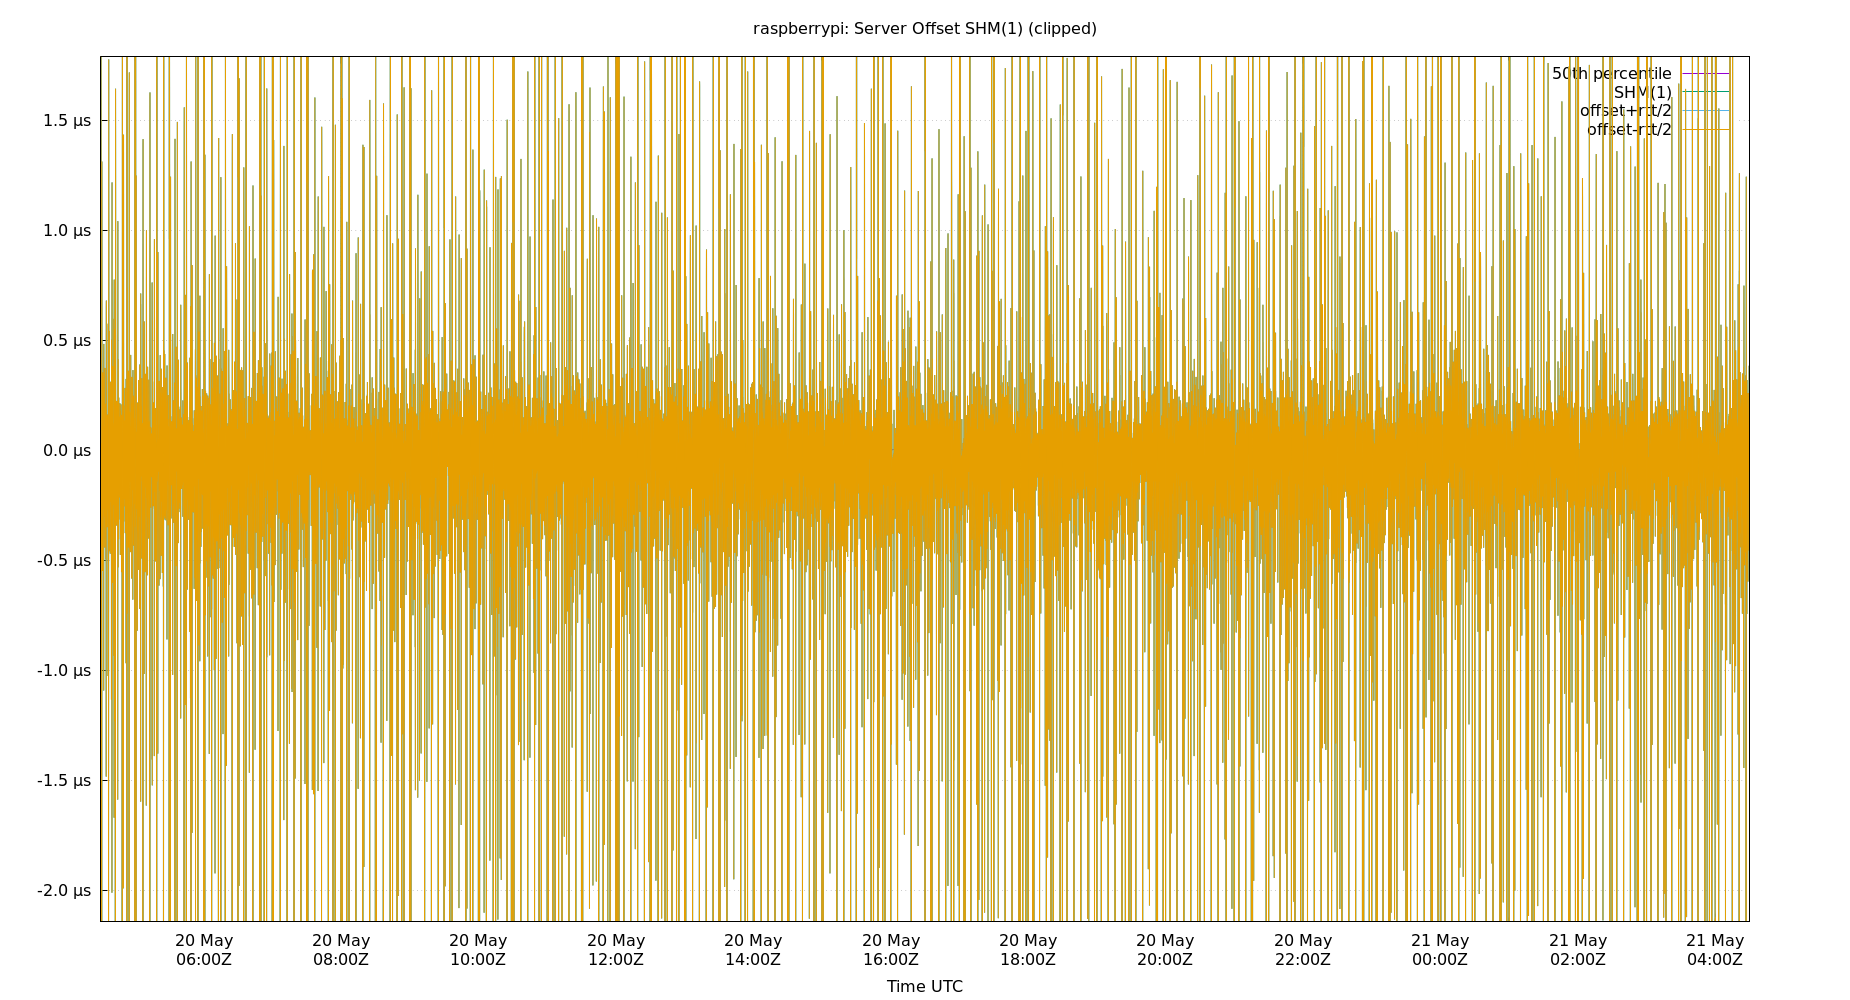 raspberrypi: Server Offset SHM(1) (clipped)
50th percentile
SHM(1)
offset+rtt/2
offset-rtt/2
1.5 µs
1.0 µs
0.5 µs
0.0 µs
-0.5 µs
-1.0 µs
-1.5 µs
-2.0 µs
20 May 20 May 20 May 20 May 20 May 20 May 20 May 20 May 20 May 21 May 21 May 21 May
06:00Z 08:00Z 10:00Z 12:00Z 14:00Z 16:00Z 18:00Z 20:00Z 22:00Z 00:00Z 02:00Z 04:00Z
Time UTC